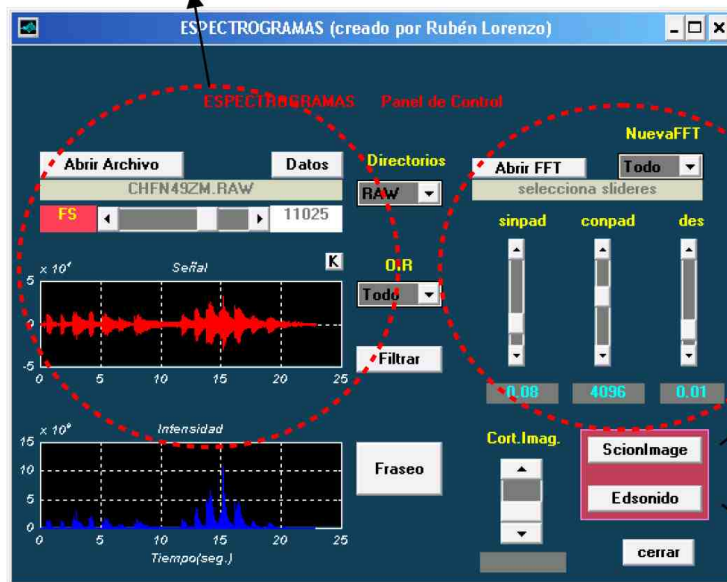 ESPECTROGRAMAS (creado por Rubén Lorenzo)
ESPECTROGRAMAS Panel de Control
Abrir Archivo
Datos
CHFN49ZM.RAW
FS
11025
Directorios
RAW
OIR
Todo
Filtrar
Fraseo
K
x 10⁴
Señal
5
0
-5
0 5 10 15 20 25
x 10⁹
Intensidad
15
10
5
0
0 5 10 15 20 25
Tiempo(seg.)
NuevaFFT
Abrir FFT
Todo
selecciona slideres
sinpad conpad des
0.08 4096 0.01
Cort.Imag.
ScionImage
Edsonido
cerrar